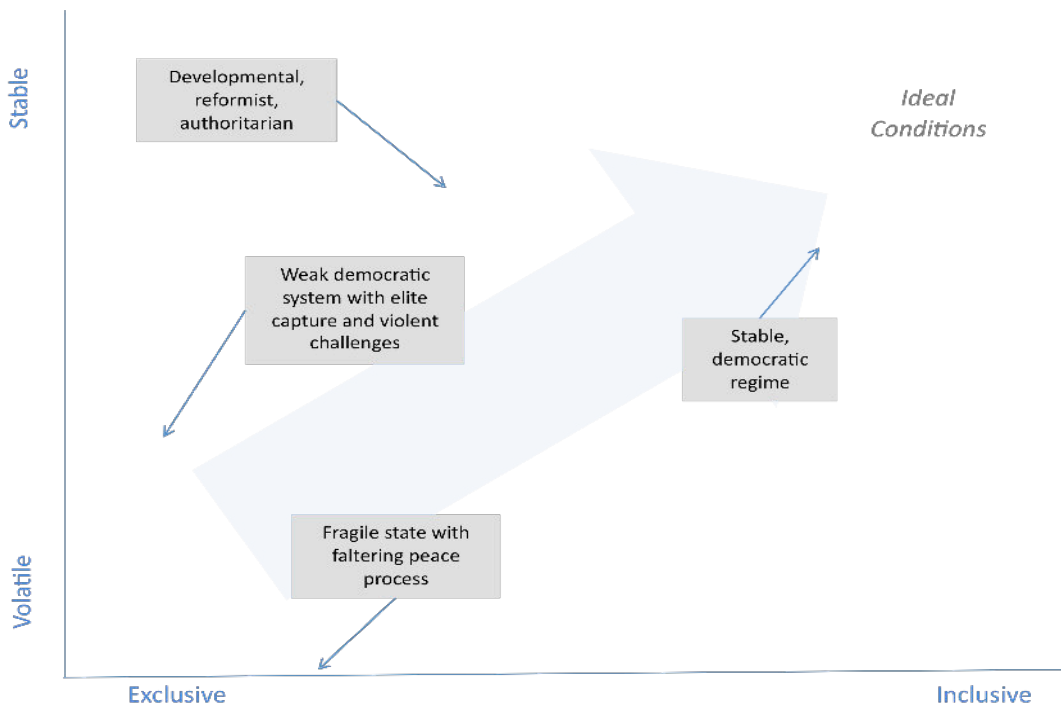 Stable
Developmental,
reformist,
authoritarian
Ideal
Conditions
Weak democratic
system with elite
capture and violent
challenges
Stable,
democratic
regime
Fragile state with
faltering peace
process
Volatile
Exclusive
Inclusive